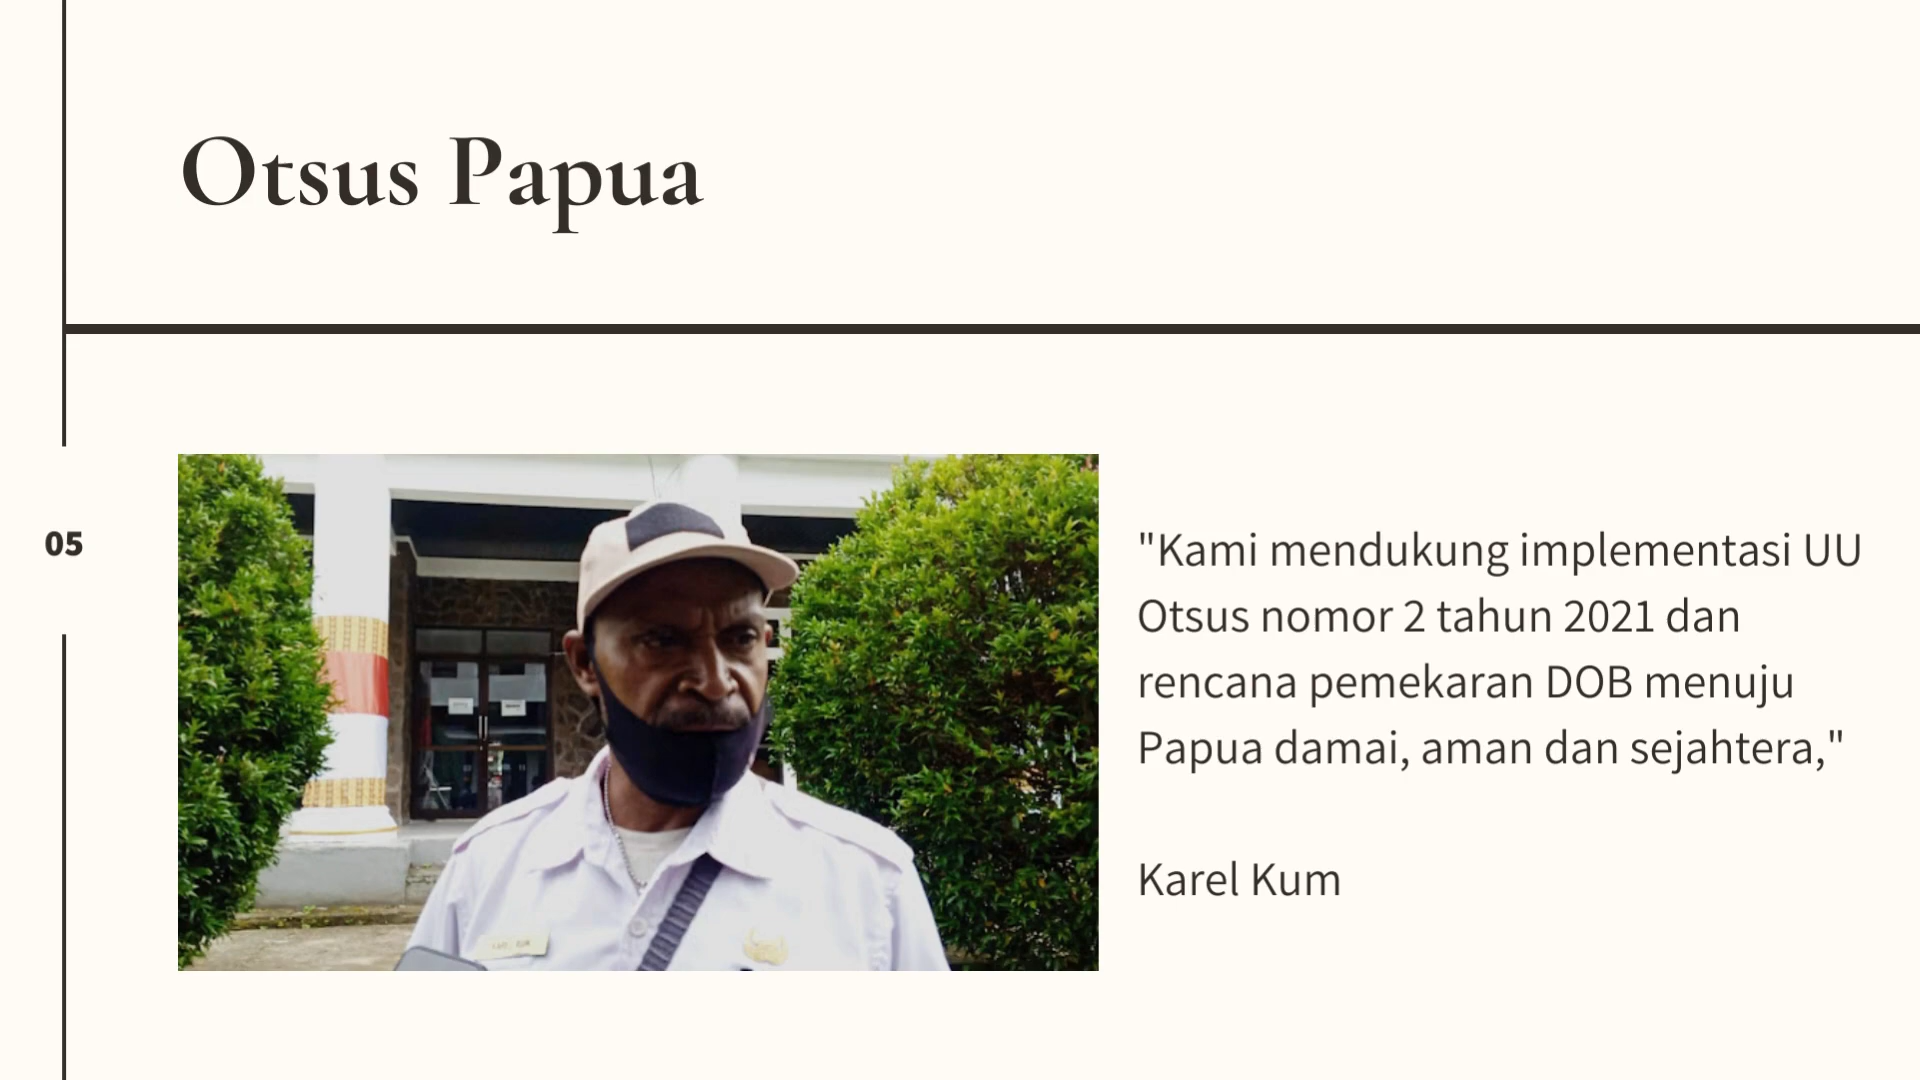 Otsus Papua
05
"Kami mendukung implementasi UU
Otsus nomor 2 tahun 2021 dan
rencana pemekaran DOB menuju
Papua damai, aman dan sejahtera,"
Karel Kum